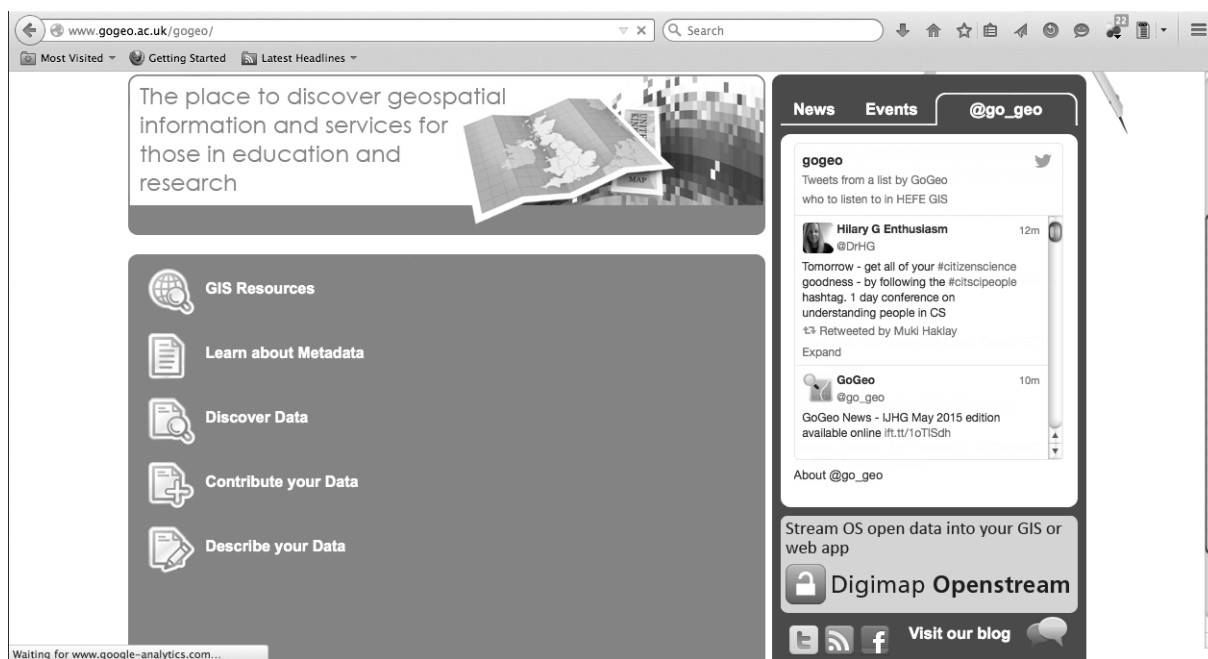 www.gogeo.ac.uk/gogeo/
Search
22
Most Visited
Getting Started
Latest Headlines
The place to discover geospatial
information and services for
those in education and
research
UNITED
KINGDOM
MAP
GIS Resources
Learn about Metadata
Discover Data
Contribute your Data
Describe your Data
News Events @go_geo
gogeo
Tweets from a list by GoGeo
who to listen to in HEFE GIS
Hilary G Enthusiasm 12m
@DrHG
Tomorrow - get all of your #citizenscience
goodness - by following the #citscipeople
hashtag. 1 day conference on
understanding people in CS
Retweeted by Muki Haklay
Expand
GoGeo 10m
@go_geo
GoGeo News - IJHG May 2015 edition
available online ift.tt/1oTlSdh
About @go_geo
Stream OS open data into your GIS or
web app
Digimap Openstream
Visit our blog
Waiting for www.google-analytics.com...